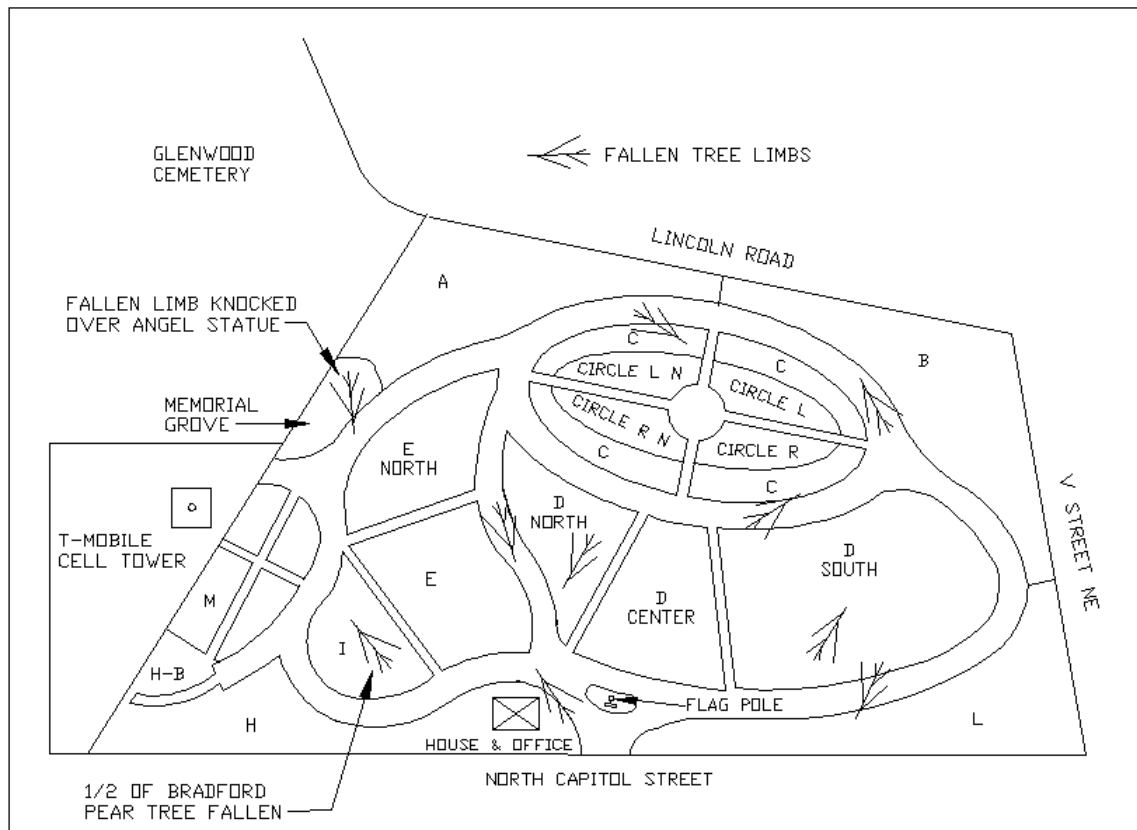 GLENWOOD
CEMETERY
FALLEN TREE LIMBS
LINCOLN ROAD
A
FALLEN LIMB KNOCKED
OVER ANGEL STATUE
C
CIRCLE L N
C
CIRCLE L
B
MEMORIAL
GROVE
CIRCLE R N
CIRCLE R
C
C
E
NORTH
D
NORTH
V STREET NE
T-MOBILE
CELL TOWER
D
SOUTH
E
D
CENTER
M
I
H-B
FLAG POLE
L
H
HOUSE & OFFICE
NORTH CAPITOL STREET
1/2 OF BRADFORD
PEAR TREE FALLEN